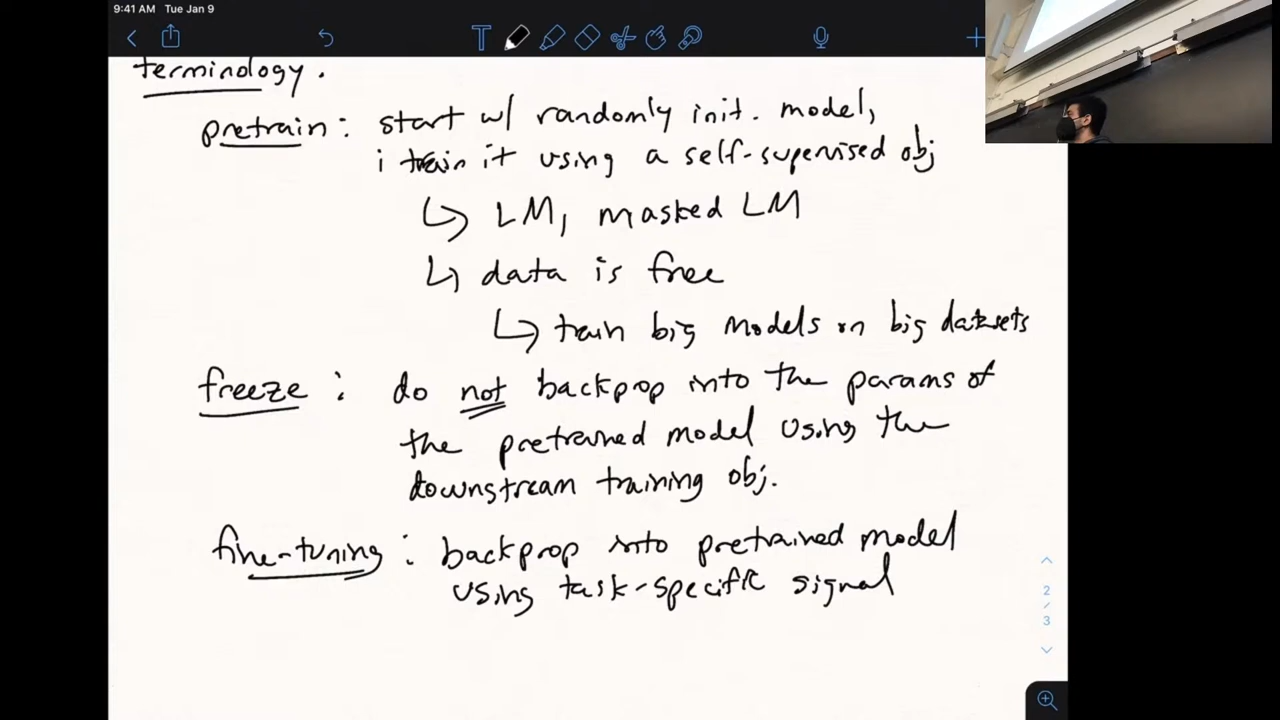 9:41 AM Tue Jan 9
terminology.
pretrain: start w/ randomly init. model,
i train it using a self-supervised obj
↳ LM, masked LM
↳ data is free
↳ train big models on big datasets
freeze: do not backprop into the params of
the pretrained model using the
downstream training obj.
fine-tuning: backprop into pretrained model
using task-specific signal
2
/
3